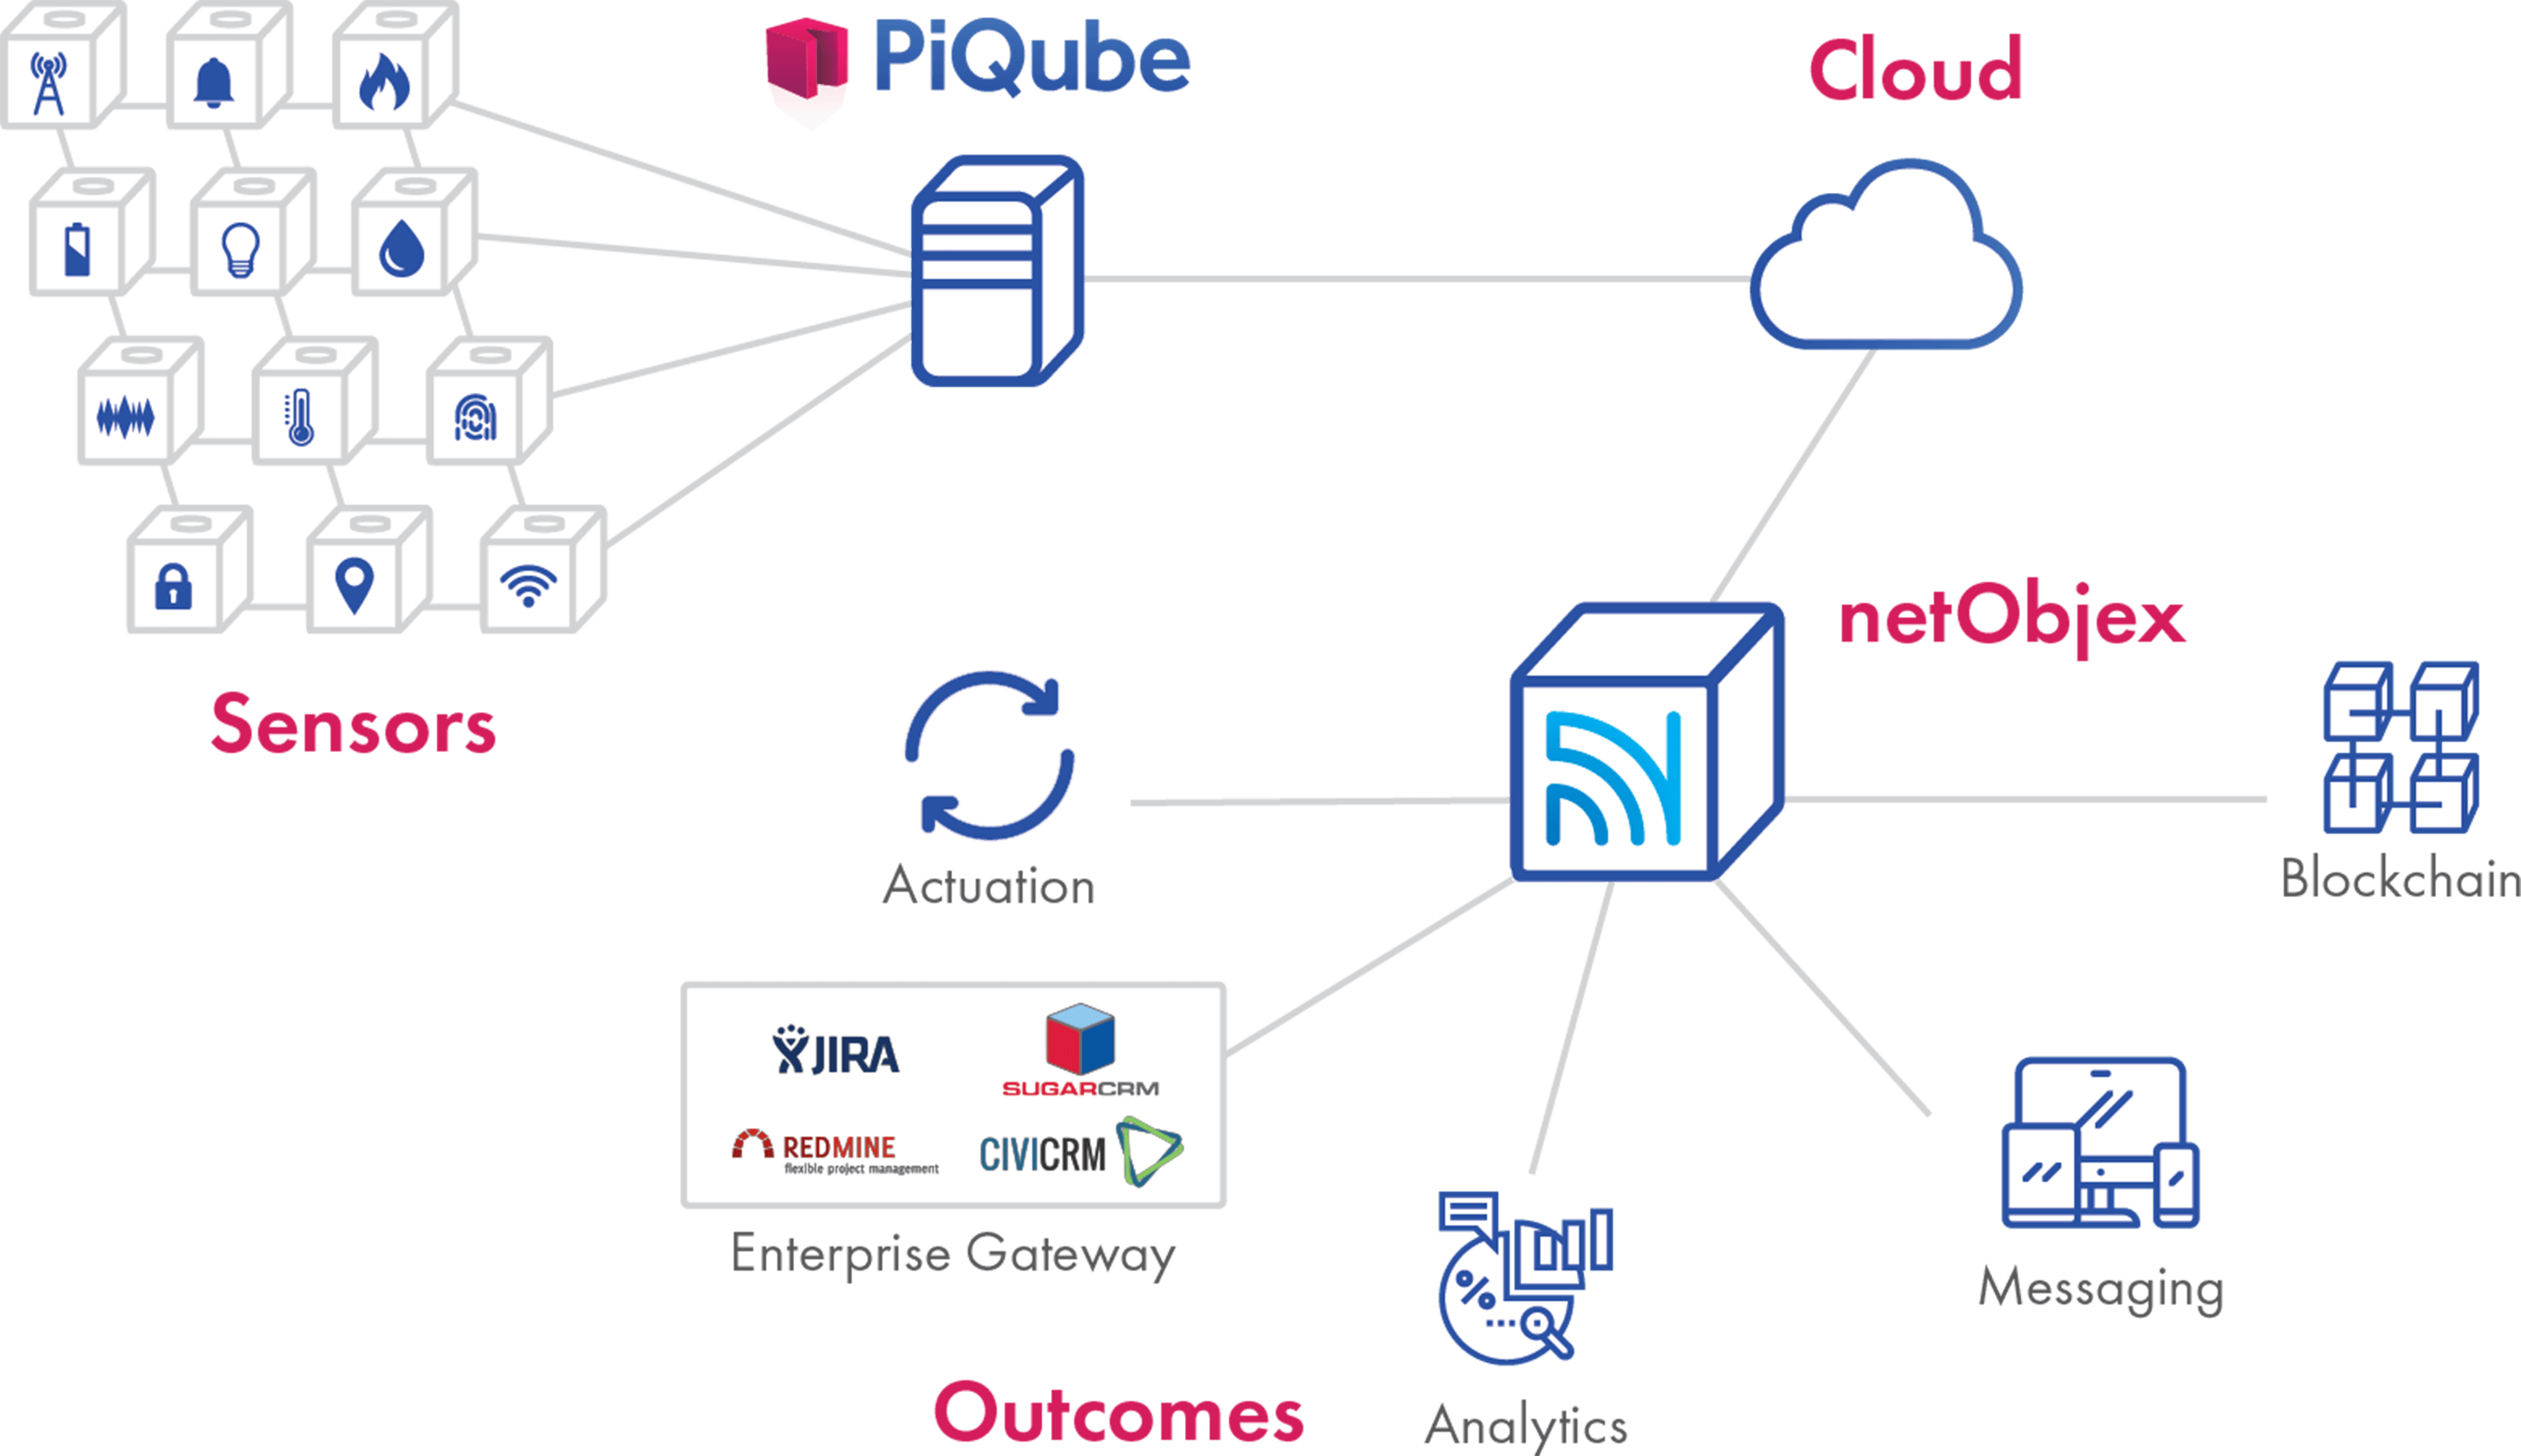 PiQube
Cloud
Sensors
netObjex
Actuation
Blockchain
JIRA
SUGARCRM
REDMINE
flexible project management
CIVICRM
Enterprise Gateway
%
Messaging
Analytics
Outcomes